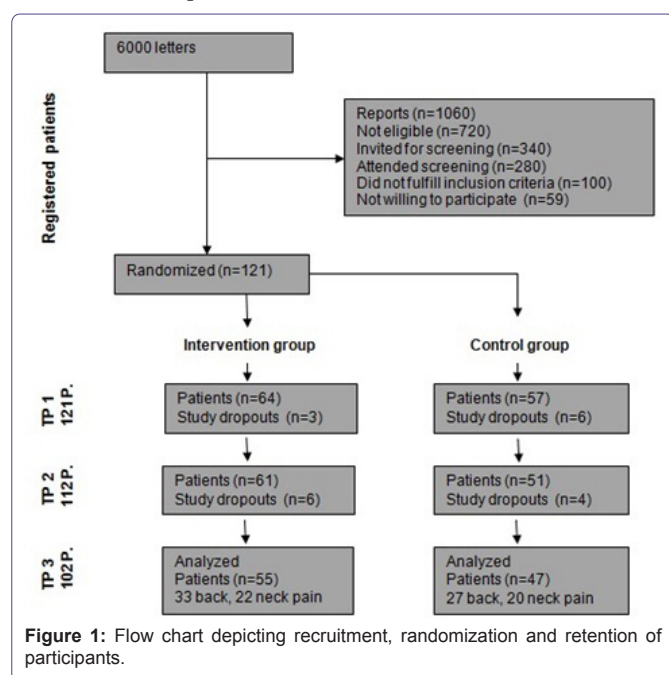 6000 letters
Registered patients
Reports (n=1060)
Not eligible (n=720)
Invited for screening (n=340)
Attended screening (n=280)
Did not fulfill inclusion criteria (n=100)
Not willing to participate (n=59)
Randomized (n=121)
Intervention group
Control group
TP 1
121 P.
Patients (n=64)
Study dropouts (n=3)
Patients (n=57)
Study dropouts (n=6)
TP 2
112 P.
Patients (n=61)
Study dropouts (n=6)
Patients (n=51)
Study dropouts (n=4)
TP 3
102 P.
Analyzed
Patients (n=55)
33 back, 22 neck pain
Analyzed
Patients (n=47)
27 back, 20 neck pain
Figure 1: Flow chart depicting recruitment, randomization and retention of
participants.